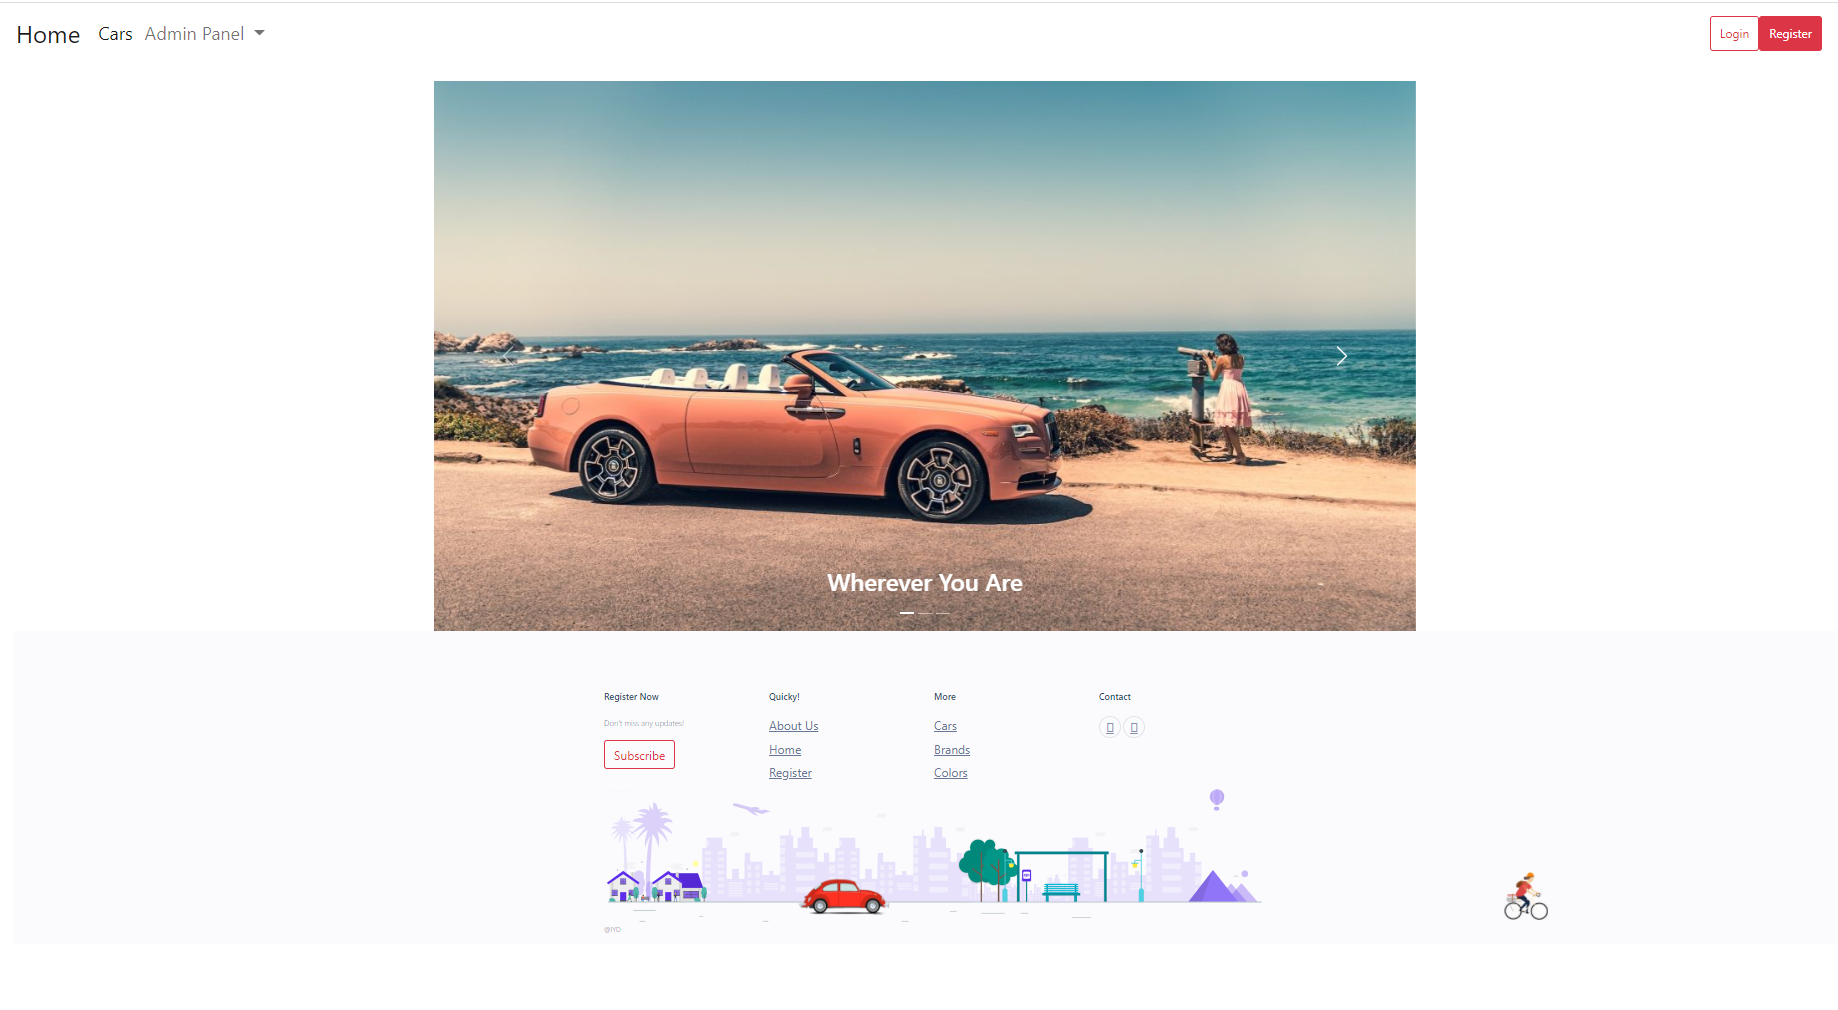 Home Cars Admin Panel
Login Register
Wherever You Are
Register Now
Don't miss any updates!
Subscribe
Quicky!
About Us
Home
Register
More
Cars
Brands
Colors
Contact
@IYD